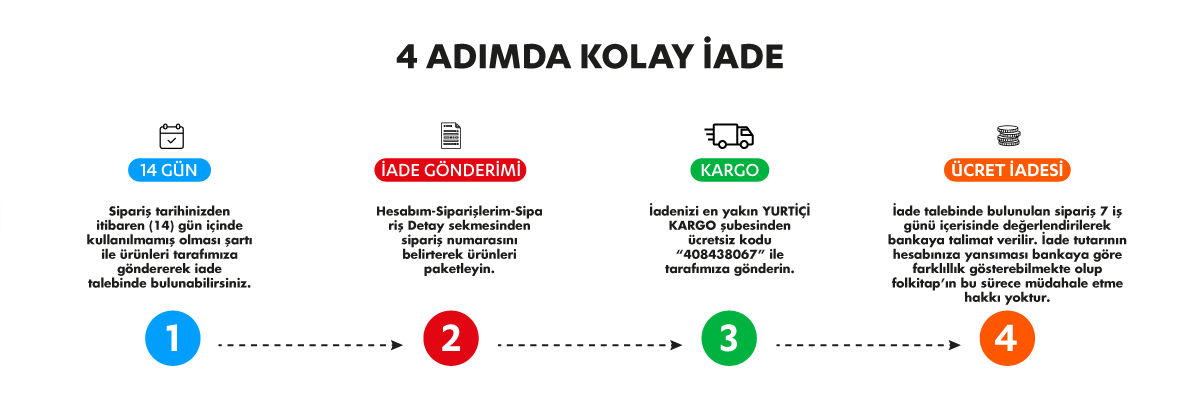 4 ADIMDA KOLAY İADE
14 GÜN
Sipariş tarihinizden
itibaren (14) gün içinde
kullanılmamış olması şartı
ile ürünleri tarafımıza
göndererek iade
talebinde bulunabilirsiniz.
1
İADE GÖNDERİMİ
Hesabım-Siparişlerim-Sipa
riş Detay sekmesinden
sipariş numarasını
belirterek ürünleri
paketleyin.
2
KARGO
İadenizi en yakın YURTİÇİ
KARGO şubesinden
ücretsiz kodu
“408438067” ile
tarafımıza gönderin.
3
ÜCRET İADESİ
İade talebinde bulunulan sipariş 7 iş
günü içerisinde değerlendirilerek
bankaya talimat verilir. İade tutarının
hesabınıza yansıması bankaya göre
farklıllık gösterebilmekte olup
folkitap’ın bu sürece müdahale etme
hakkı yoktur.
4